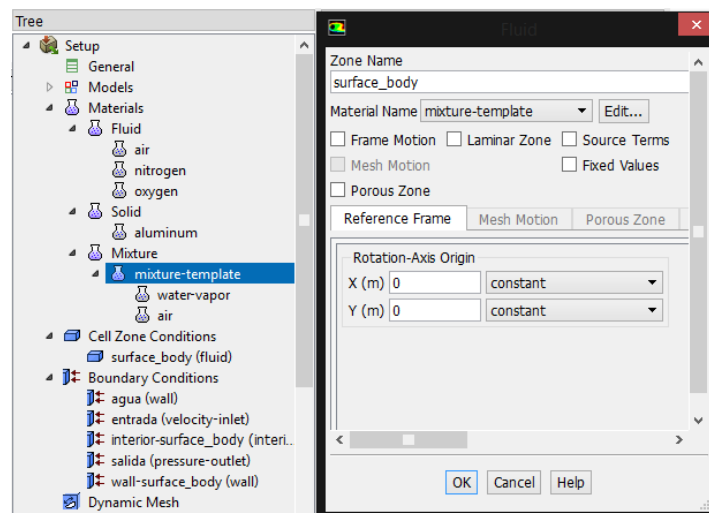 Tree
Setup
General
Models
Materials
Fluid
air
nitrogen
oxygen
Solid
aluminum
Mixture
mixture-template
water-vapor
air
Cell Zone Conditions
surface_body (fluid)
Boundary Conditions
agua (wall)
entrada (velocity-inlet)
interior-surface_body (interi...
salida (pressure-outlet)
wall-surface_body (wall)
Dynamic Mesh
Fluid
Zone Name
surface_body
Material Name mixture-template Edit...
Frame Motion Laminar Zone Source Terms
Mesh Motion Fixed Values
Porous Zone
Reference Frame Mesh Motion Porous Zone
Rotation-Axis Origin
X (m) 0 constant
Y (m) 0 constant
OK Cancel Help